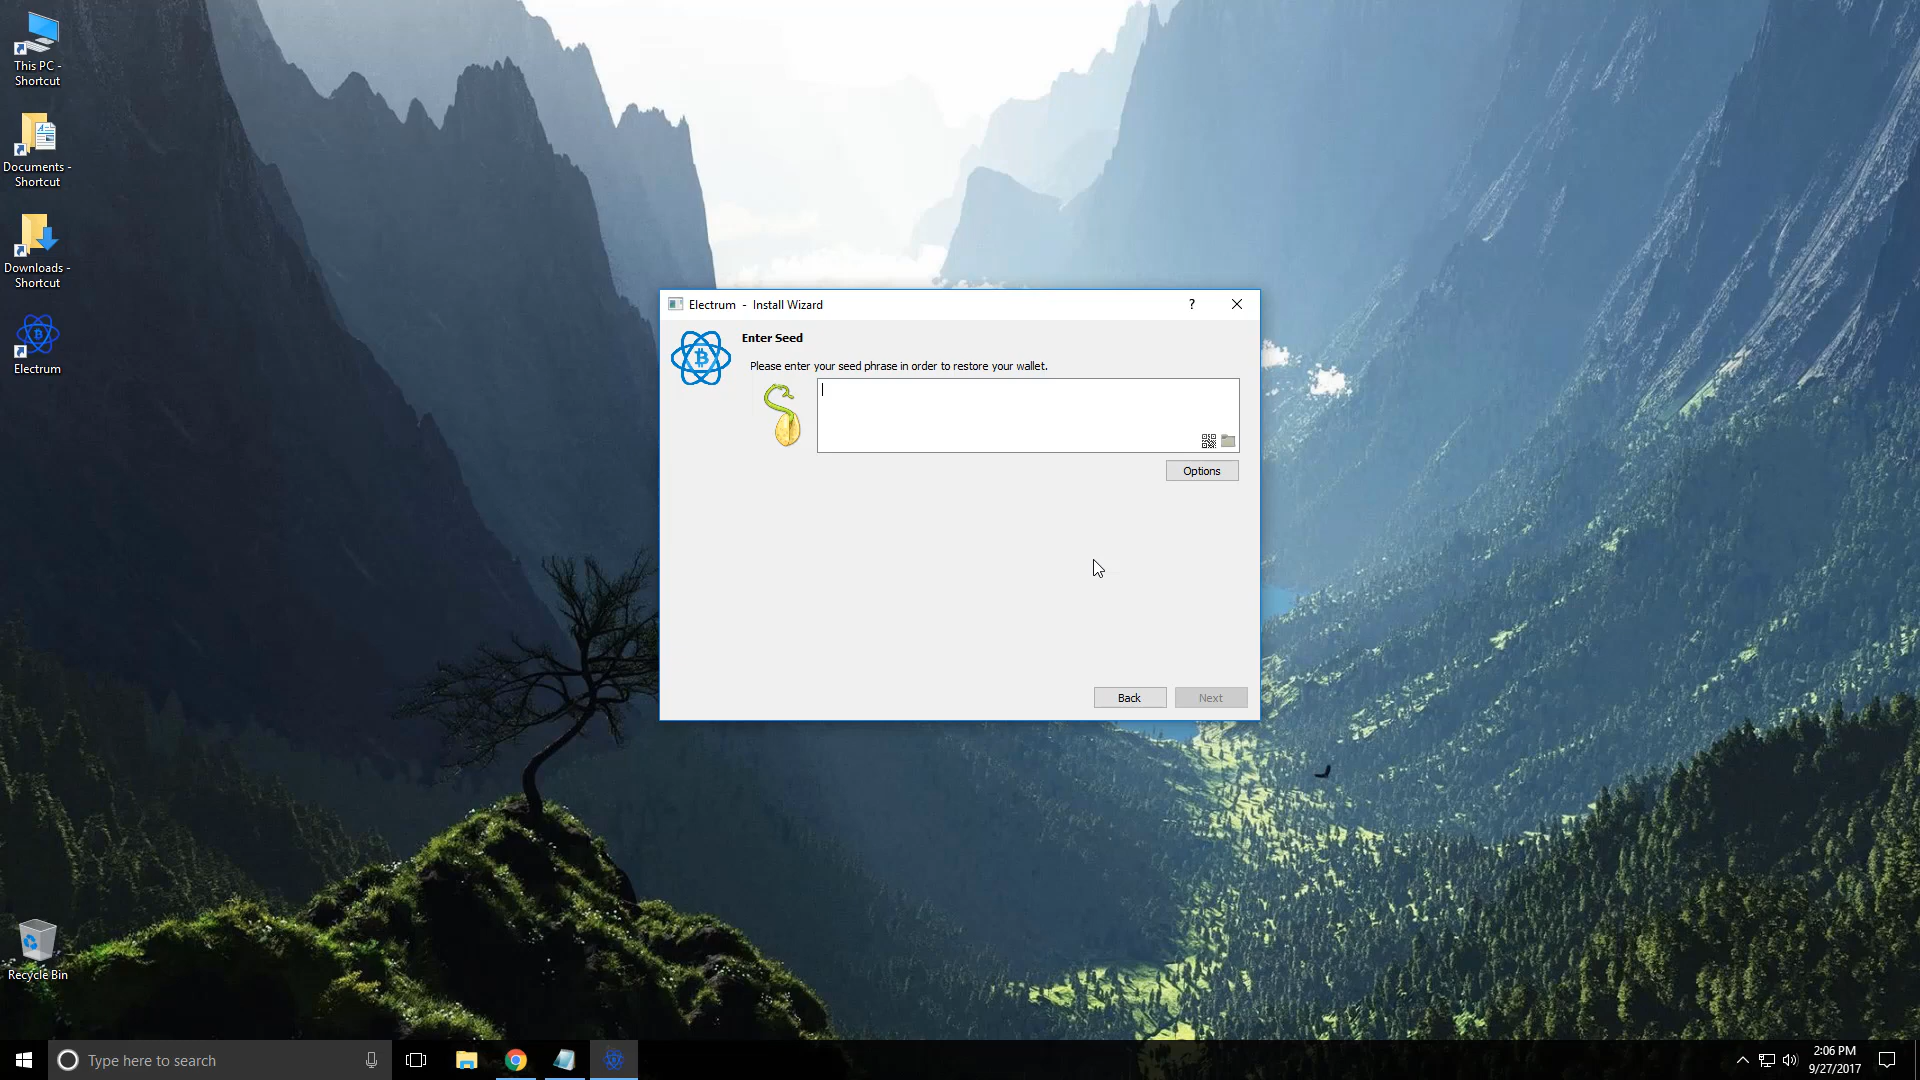 This PC -
Shortcut
Documents -
Shortcut
Downloads -
Shortcut
Electrum
Recycle Bin
Electrum - Install Wizard
?
Enter Seed
Please enter your seed phrase in order to restore your wallet.
Options
Back
Next
Type here to search
2:06 PM
9/27/2017